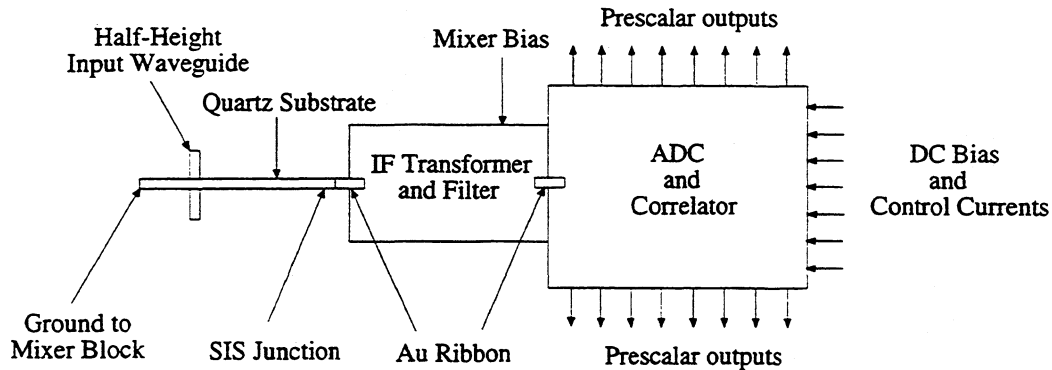 Prescalar outputs
Half-Height
Input Waveguide
Mixer Bias
Quartz Substrate
IF Transformer
and Filter
ADC
and
Correlator
DC Bias
and
Control Currents
Ground to
Mixer Block
SIS Junction
Au Ribbon
Prescalar outputs